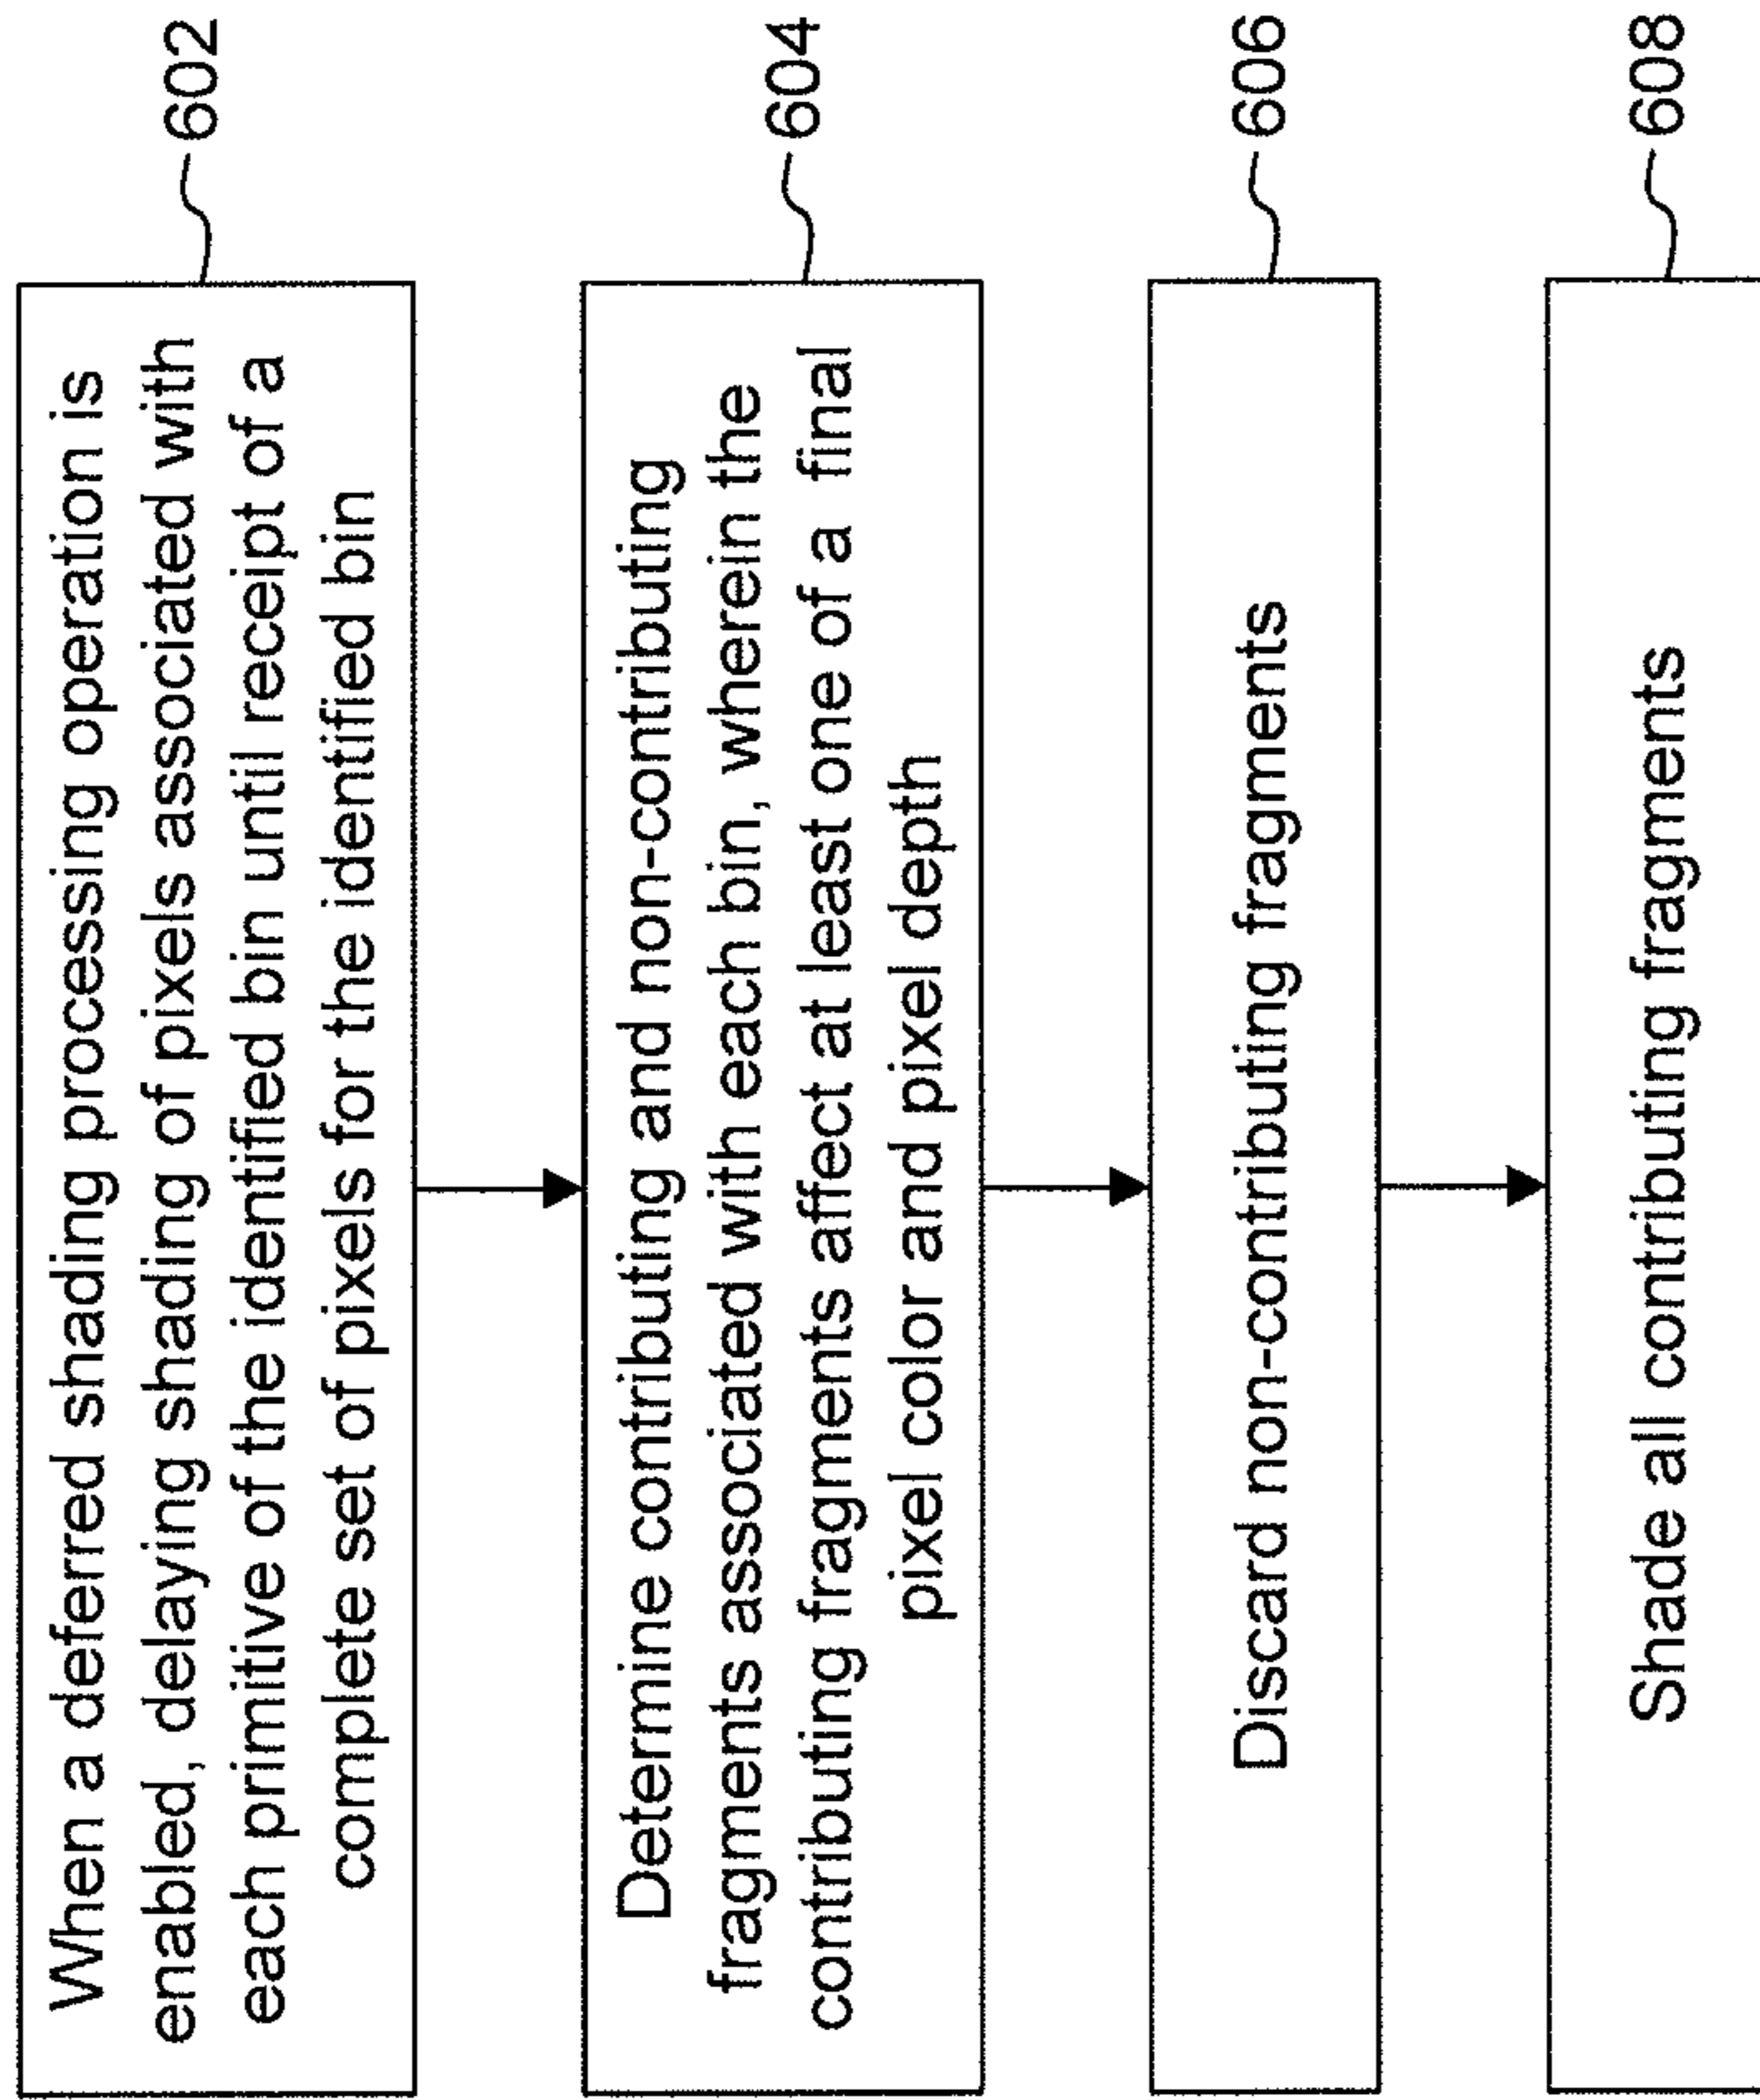 When a deferred shading processing operation is
enabled, delaying shading of pixels associated with
each primitive of the identified bin until receipt of a
complete set of pixels for the identified bin
602
Determine contributing and non-contributing
fragments associated with each bin, wherein the
contributing fragments affect at least one of a final
pixel color and pixel depth
604
Discard non-contributing fragments
606
Shade all contributing fragments
608